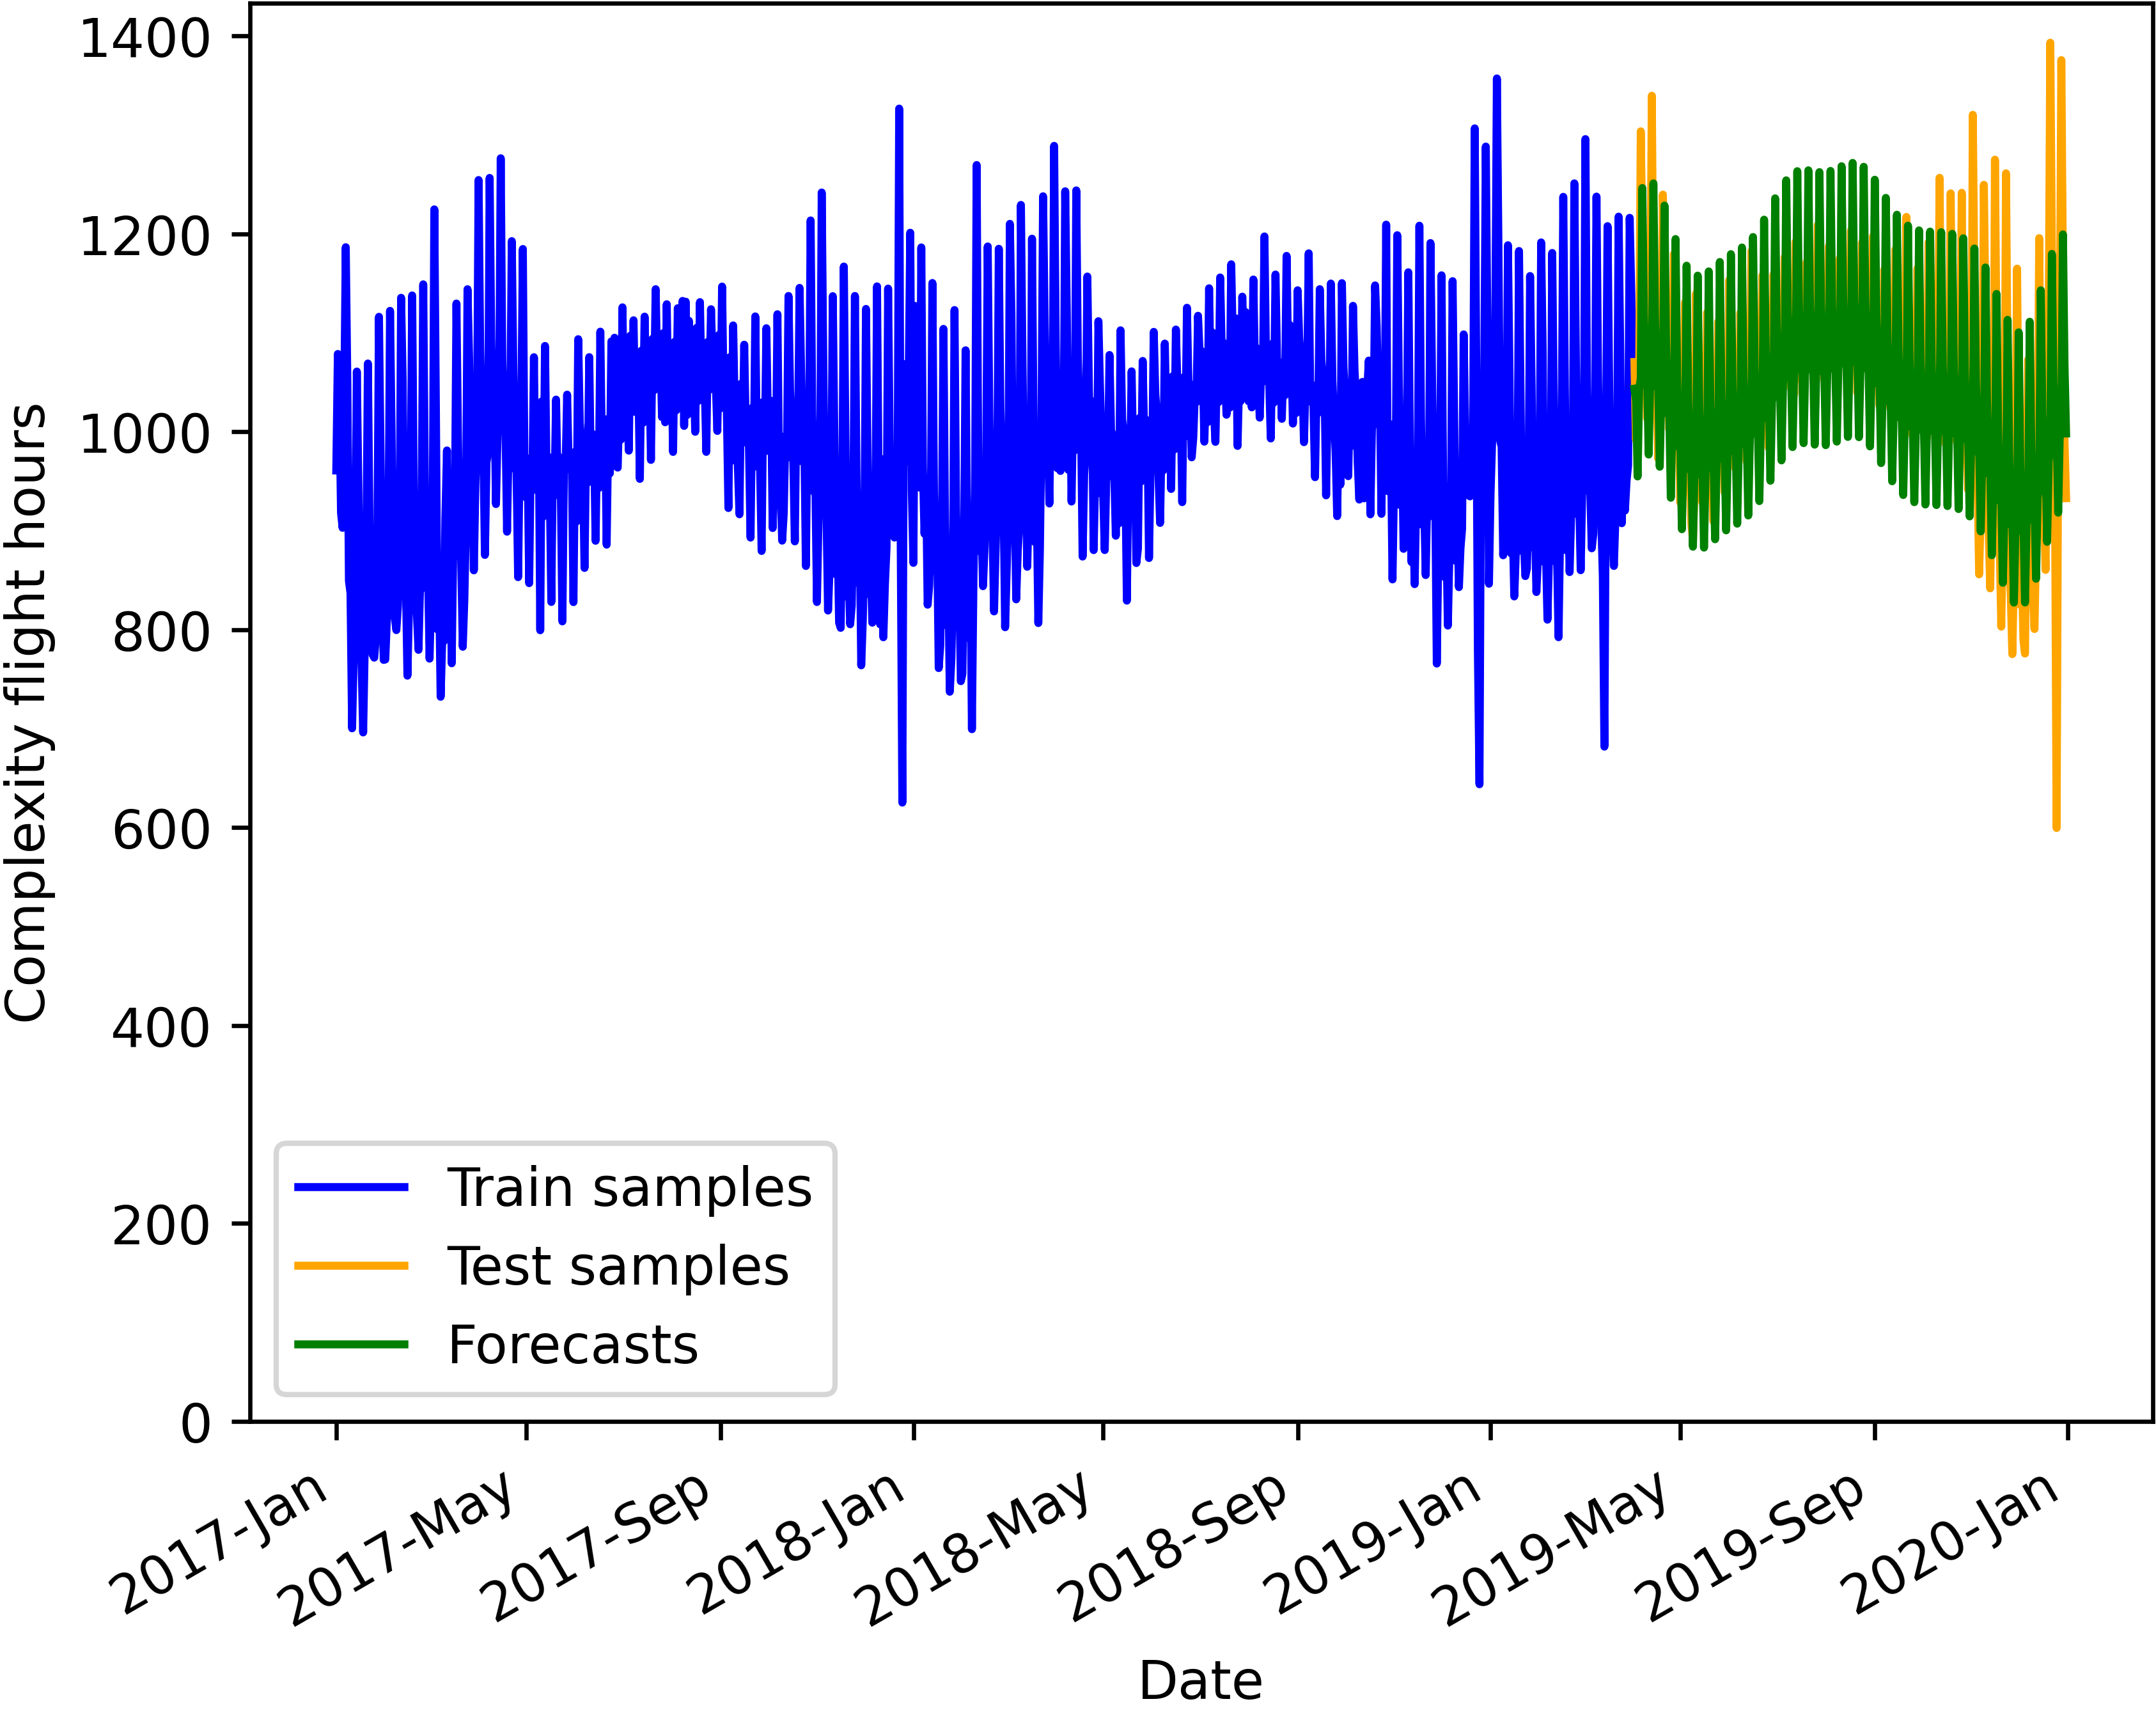 1400
1200
1000
800
600
400
200
0
Complexity flight hours
Train samples
Test samples
Forecasts
2017-Jan
2017-May
2017-Sep
2018-Jan
2018-May
2018-Sep
2019-Jan
2019-May
2019-Sep
2020-Jan
Date